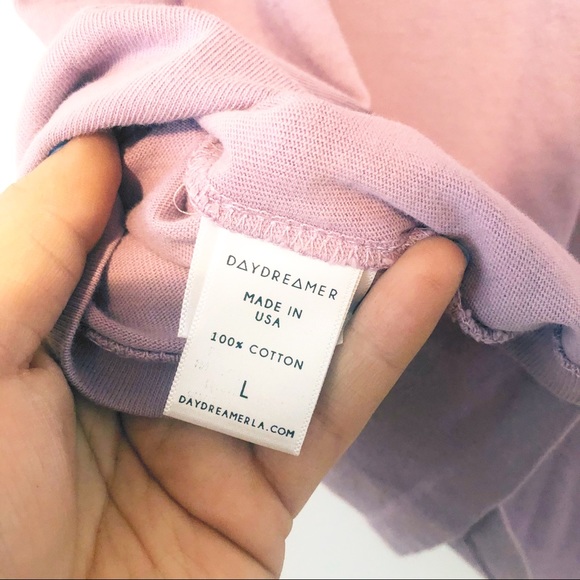 DAYDREAMER
MADE IN
USA
100% COTTON
L
DAYDREAMERLA.COM